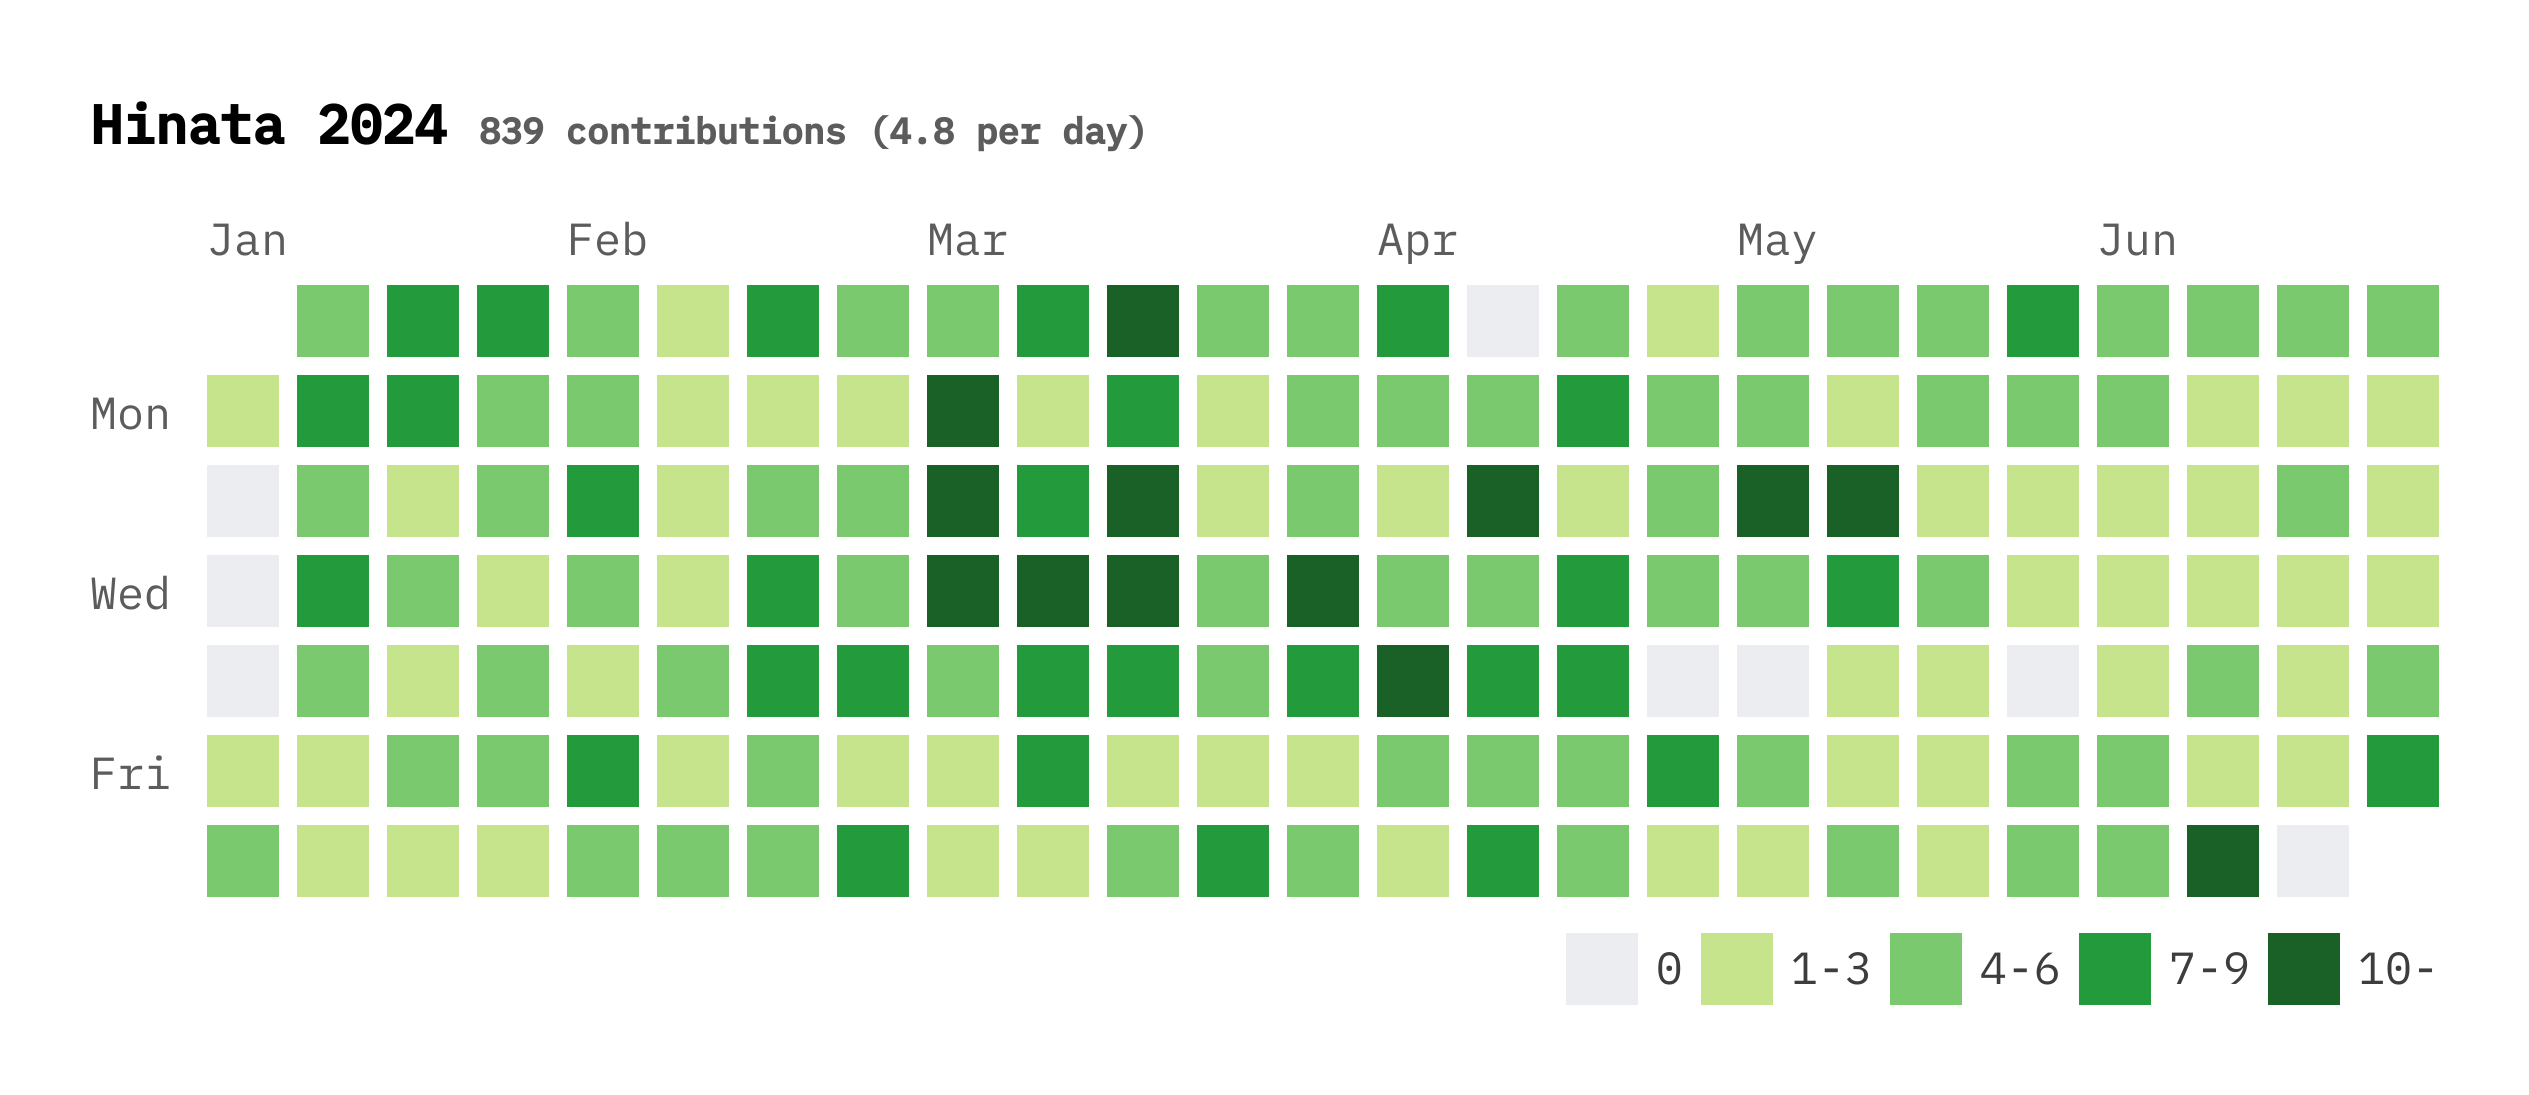 Hinata 2024 839 contributions (4.8 per day)
Jan Feb Mar Apr May Jun
Mon
Wed
Fri
0 1-3 4-6 7-9 10-